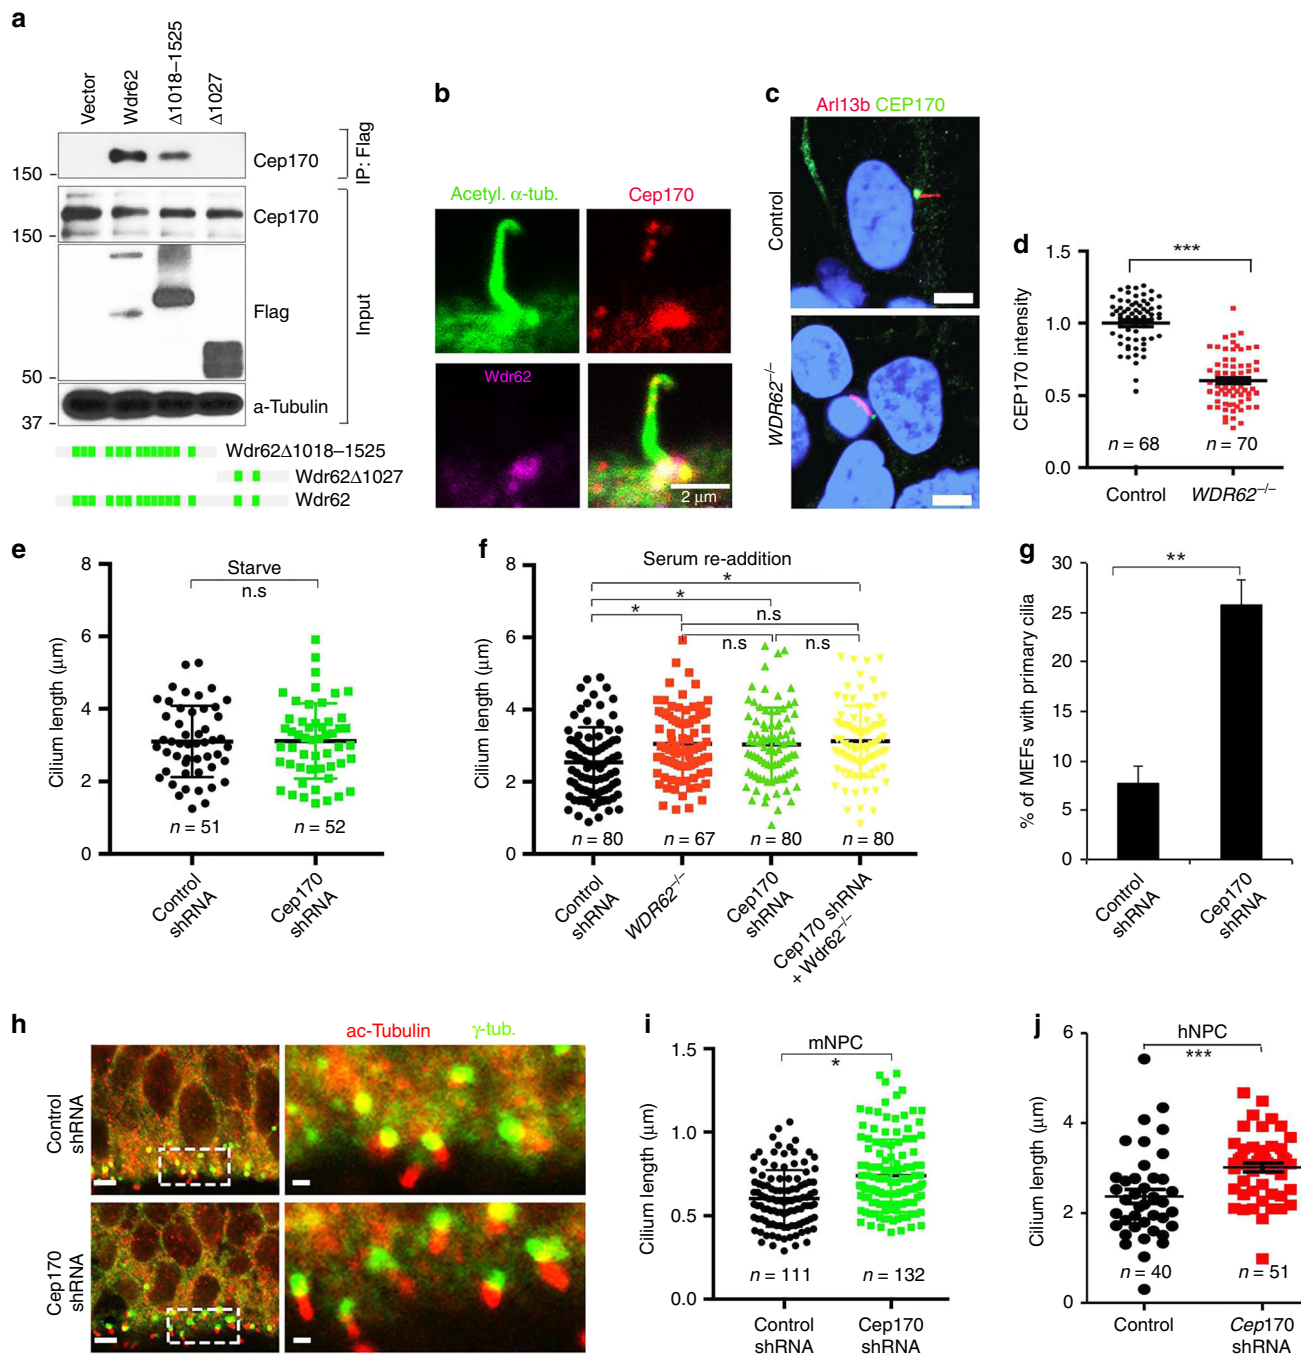 a
Vector
Wdr62
Δ1018–1525
Δ1027
Cep170
150
IP: Flag
Cep170
150
Flag
50
Input
a-Tubulin
37
Wdr62Δ1018–1525
Wdr62Δ1027
Wdr62
b
Acetyl. α-tub.
Cep170
Wdr62
2 μm
c
Arl13b CEP170
Control
WDR62–/–
d
CEP170 intensity
1.5
1.0
0.5
0.0
***
n = 68
n = 70
Control
WDR62–/–
e
Cilium length (μm)
8
6
4
2
0
Starve
n.s
n = 51
n = 52
Control shRNA
Cep170 shRNA
f
Cilium length (μm)
8
6
4
2
0
Serum re-addition
*
*
*
n.s
n.s
n.s
n = 80
n = 67
n = 80
n = 80
Control shRNA
WDR62–/–
Cep170 shRNA
Cep170 shRNA + Wdr62–/–
g
% of MEFs with primary cilia
30
25
20
15
10
5
0
**
Control shRNA
Cep170 shRNA
h
ac-Tubulin
γ-tub.
Control shRNA
Cep170 shRNA
i
mNPC
*
Cilium length (μm)
1.5
1.0
0.5
0.0
n = 111
n = 132
Control shRNA
Cep170 shRNA
j
hNPC
***
Cilium length (μm)
6
4
2
0
n = 40
n = 51
Control
Cep170 shRNA